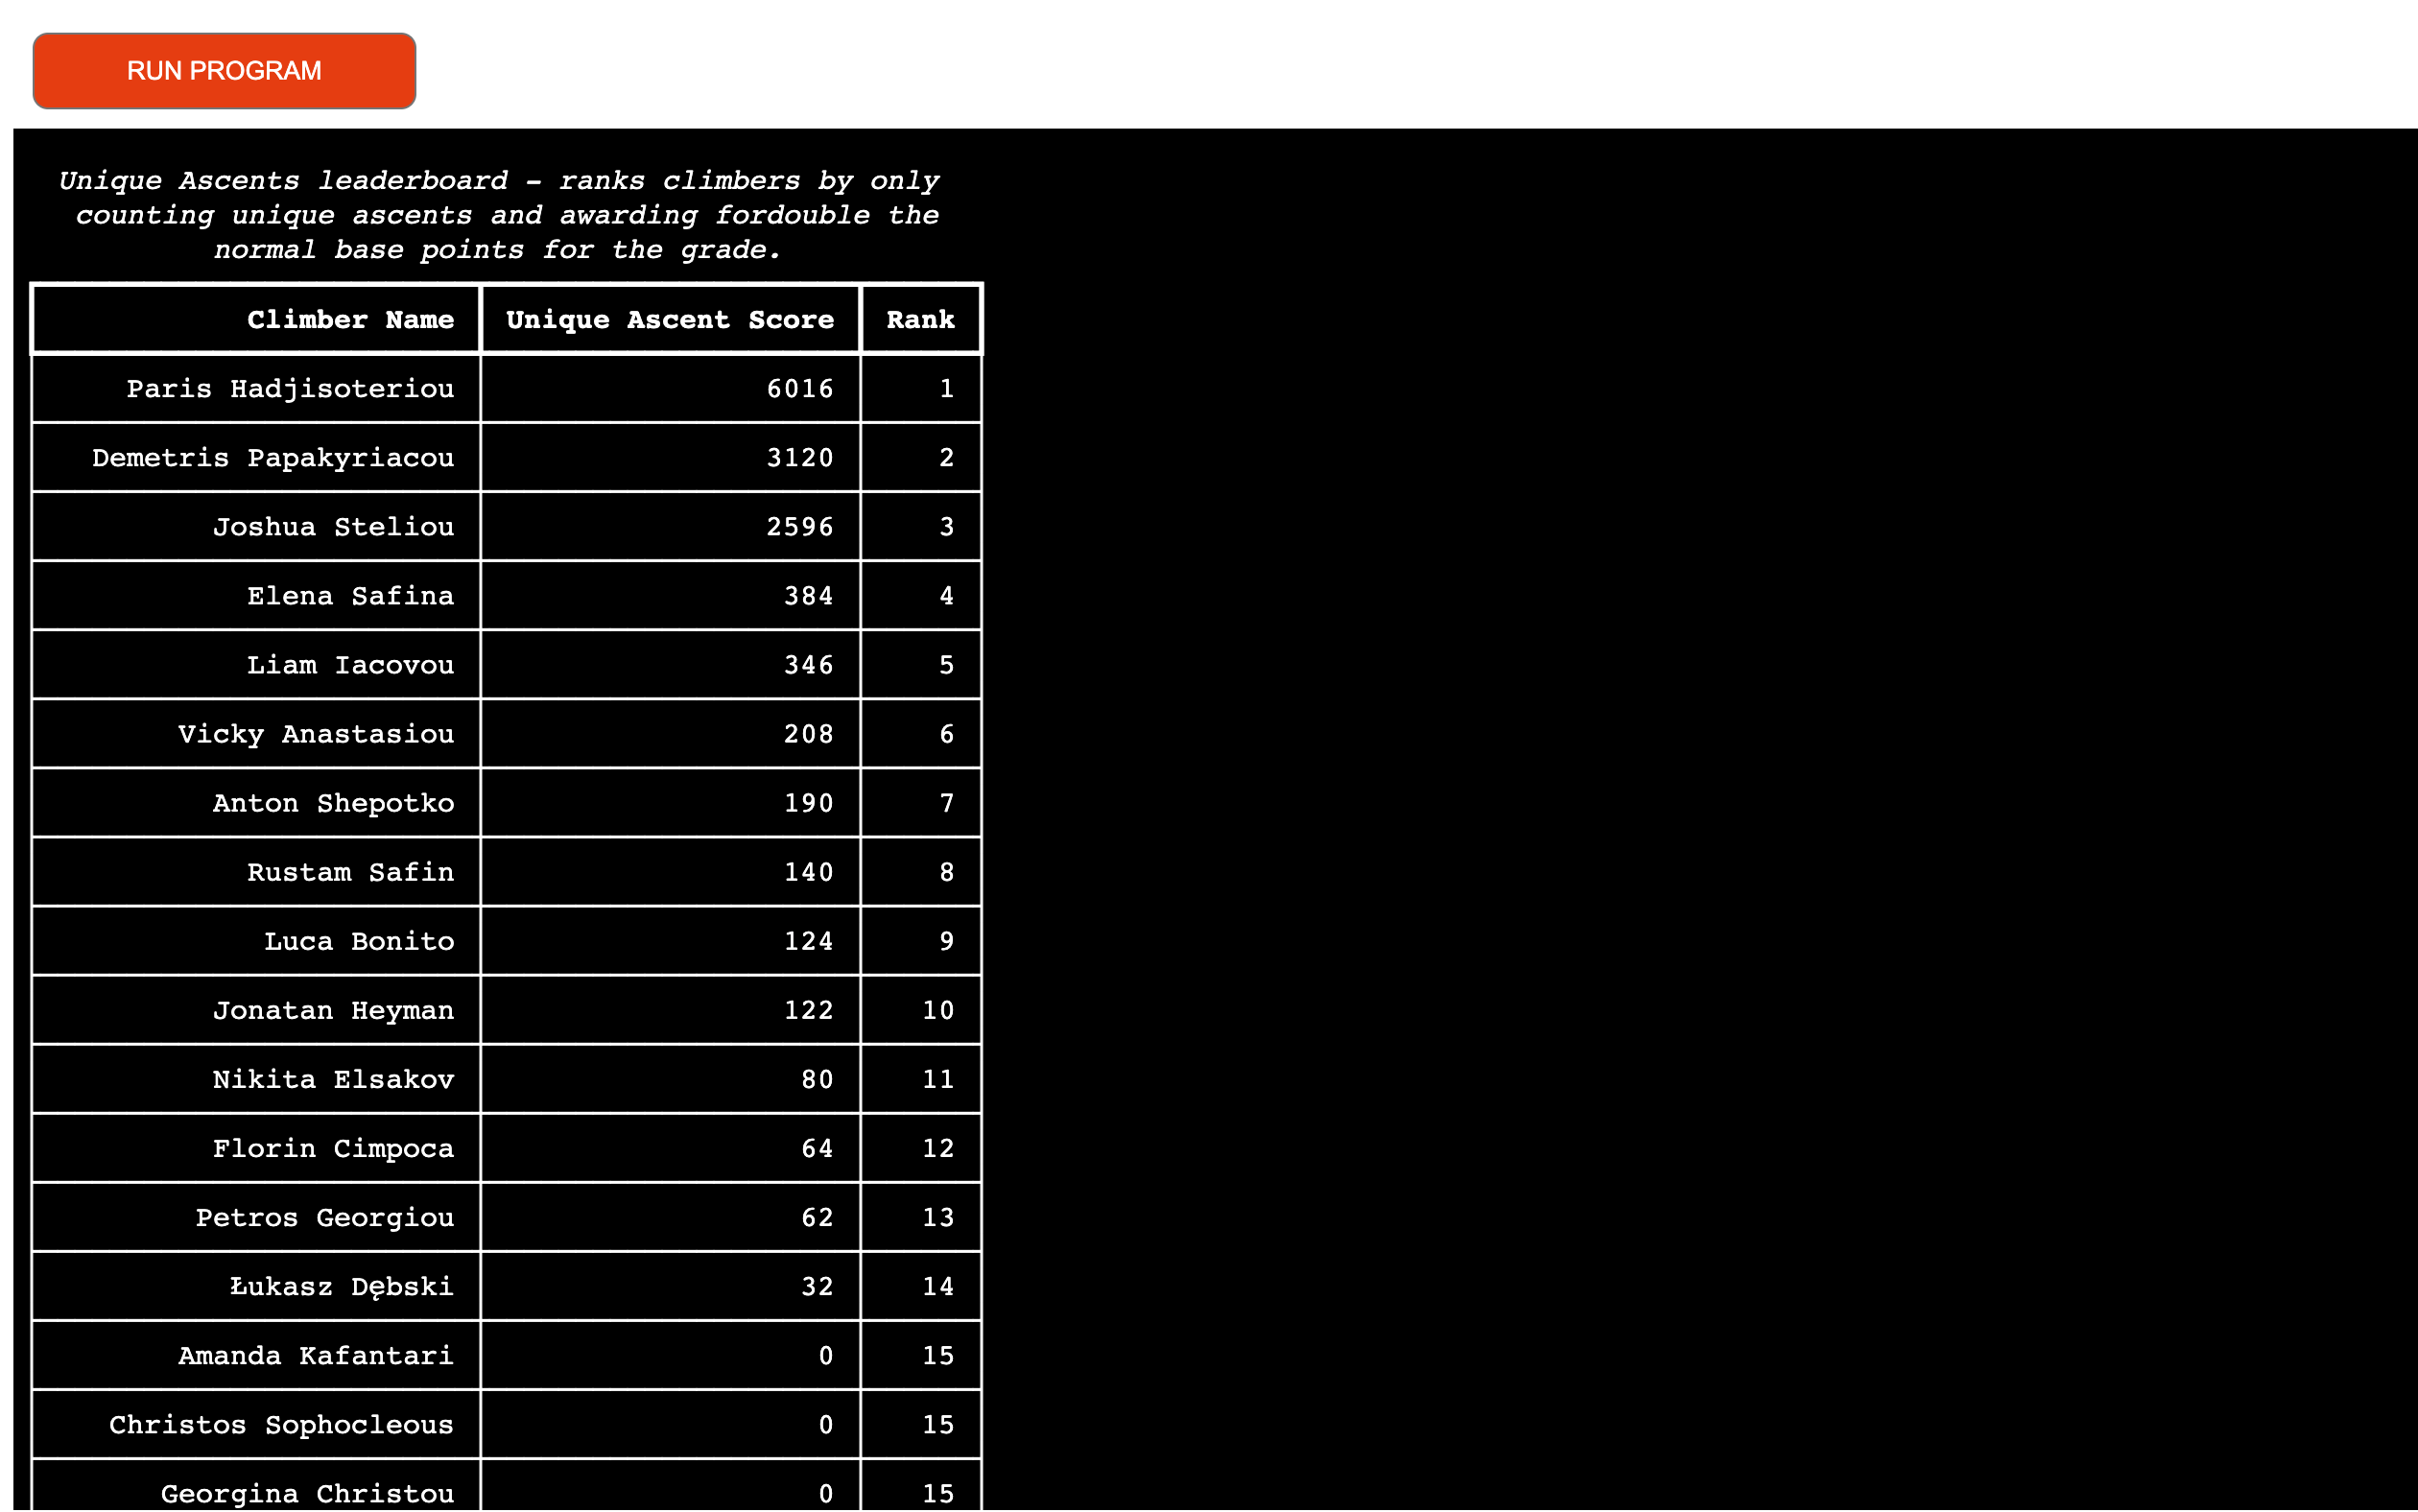 RUN PROGRAM
Unique Ascents leaderboard – ranks climbers by only
counting unique ascents and awarding fordouble the
normal base points for the grade.
Climber Name Unique Ascent Score Rank
Paris Hadjisoteriou 6016 1
Demetris Papakyriacou 3120 2
Joshua Steliou 2596 3
Elena Safina 384 4
Liam Iacovou 346 5
Vicky Anastasiou 208 6
Anton Shepotko 190 7
Rustam Safin 140 8
Luca Bonito 124 9
Jonatan Heyman 122 10
Nikita Elsakov 80 11
Florin Cimpoca 64 12
Petros Georgiou 62 13
Łukasz Dębski 32 14
Amanda Kafantari 0 15
Christos Sophocleous 0 15
Georgina Christou 0 15